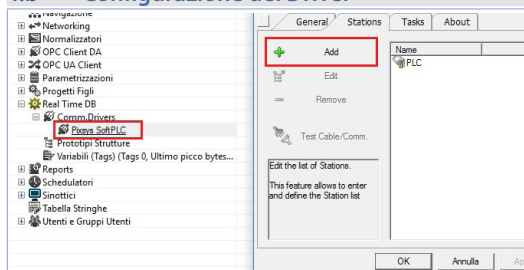 Configurazione del Driver
Navigazione
Networking
Normalizzatori
OPC Client DA
OPC UA Client
Parametrizzazioni
Progetti Figli
Real Time DB
Comm.Drivers
Pixsys SoftPLC
Prototipi Strutture
Variabili (Tags) (Tags 0, Ultimo picco bytes...
Reports
Schedulatori
Sinottici
Tabella Stringhe
Utenti e Gruppi Utenti
General Stations Tasks About
Add
Edit
Remove
Test Cable/Comm.
Edit the list of Stations.
This feature allows to enter
and define the Station list
Name
PLC
OK Annulla Ap